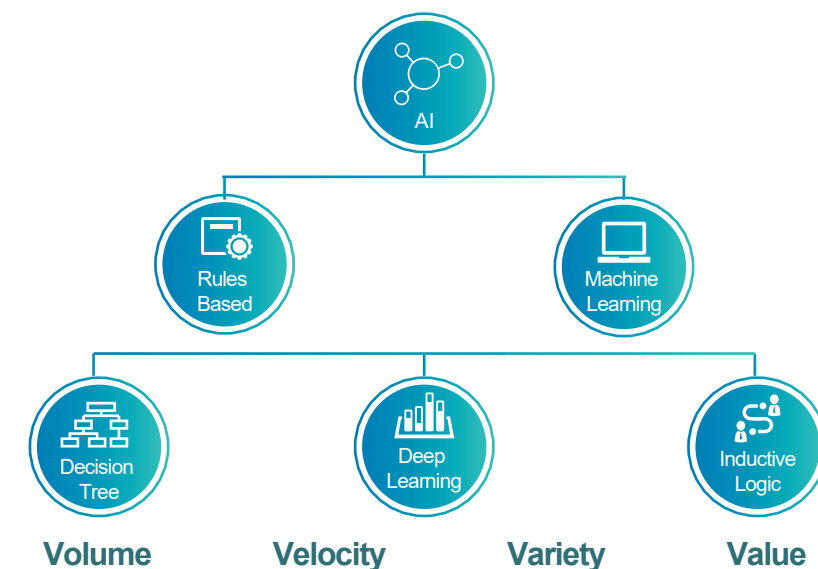 AI
Rules
Based
Machine
Learning
Decision
Tree
Deep
Learning
Inductive
Logic
Volume Velocity Variety Value